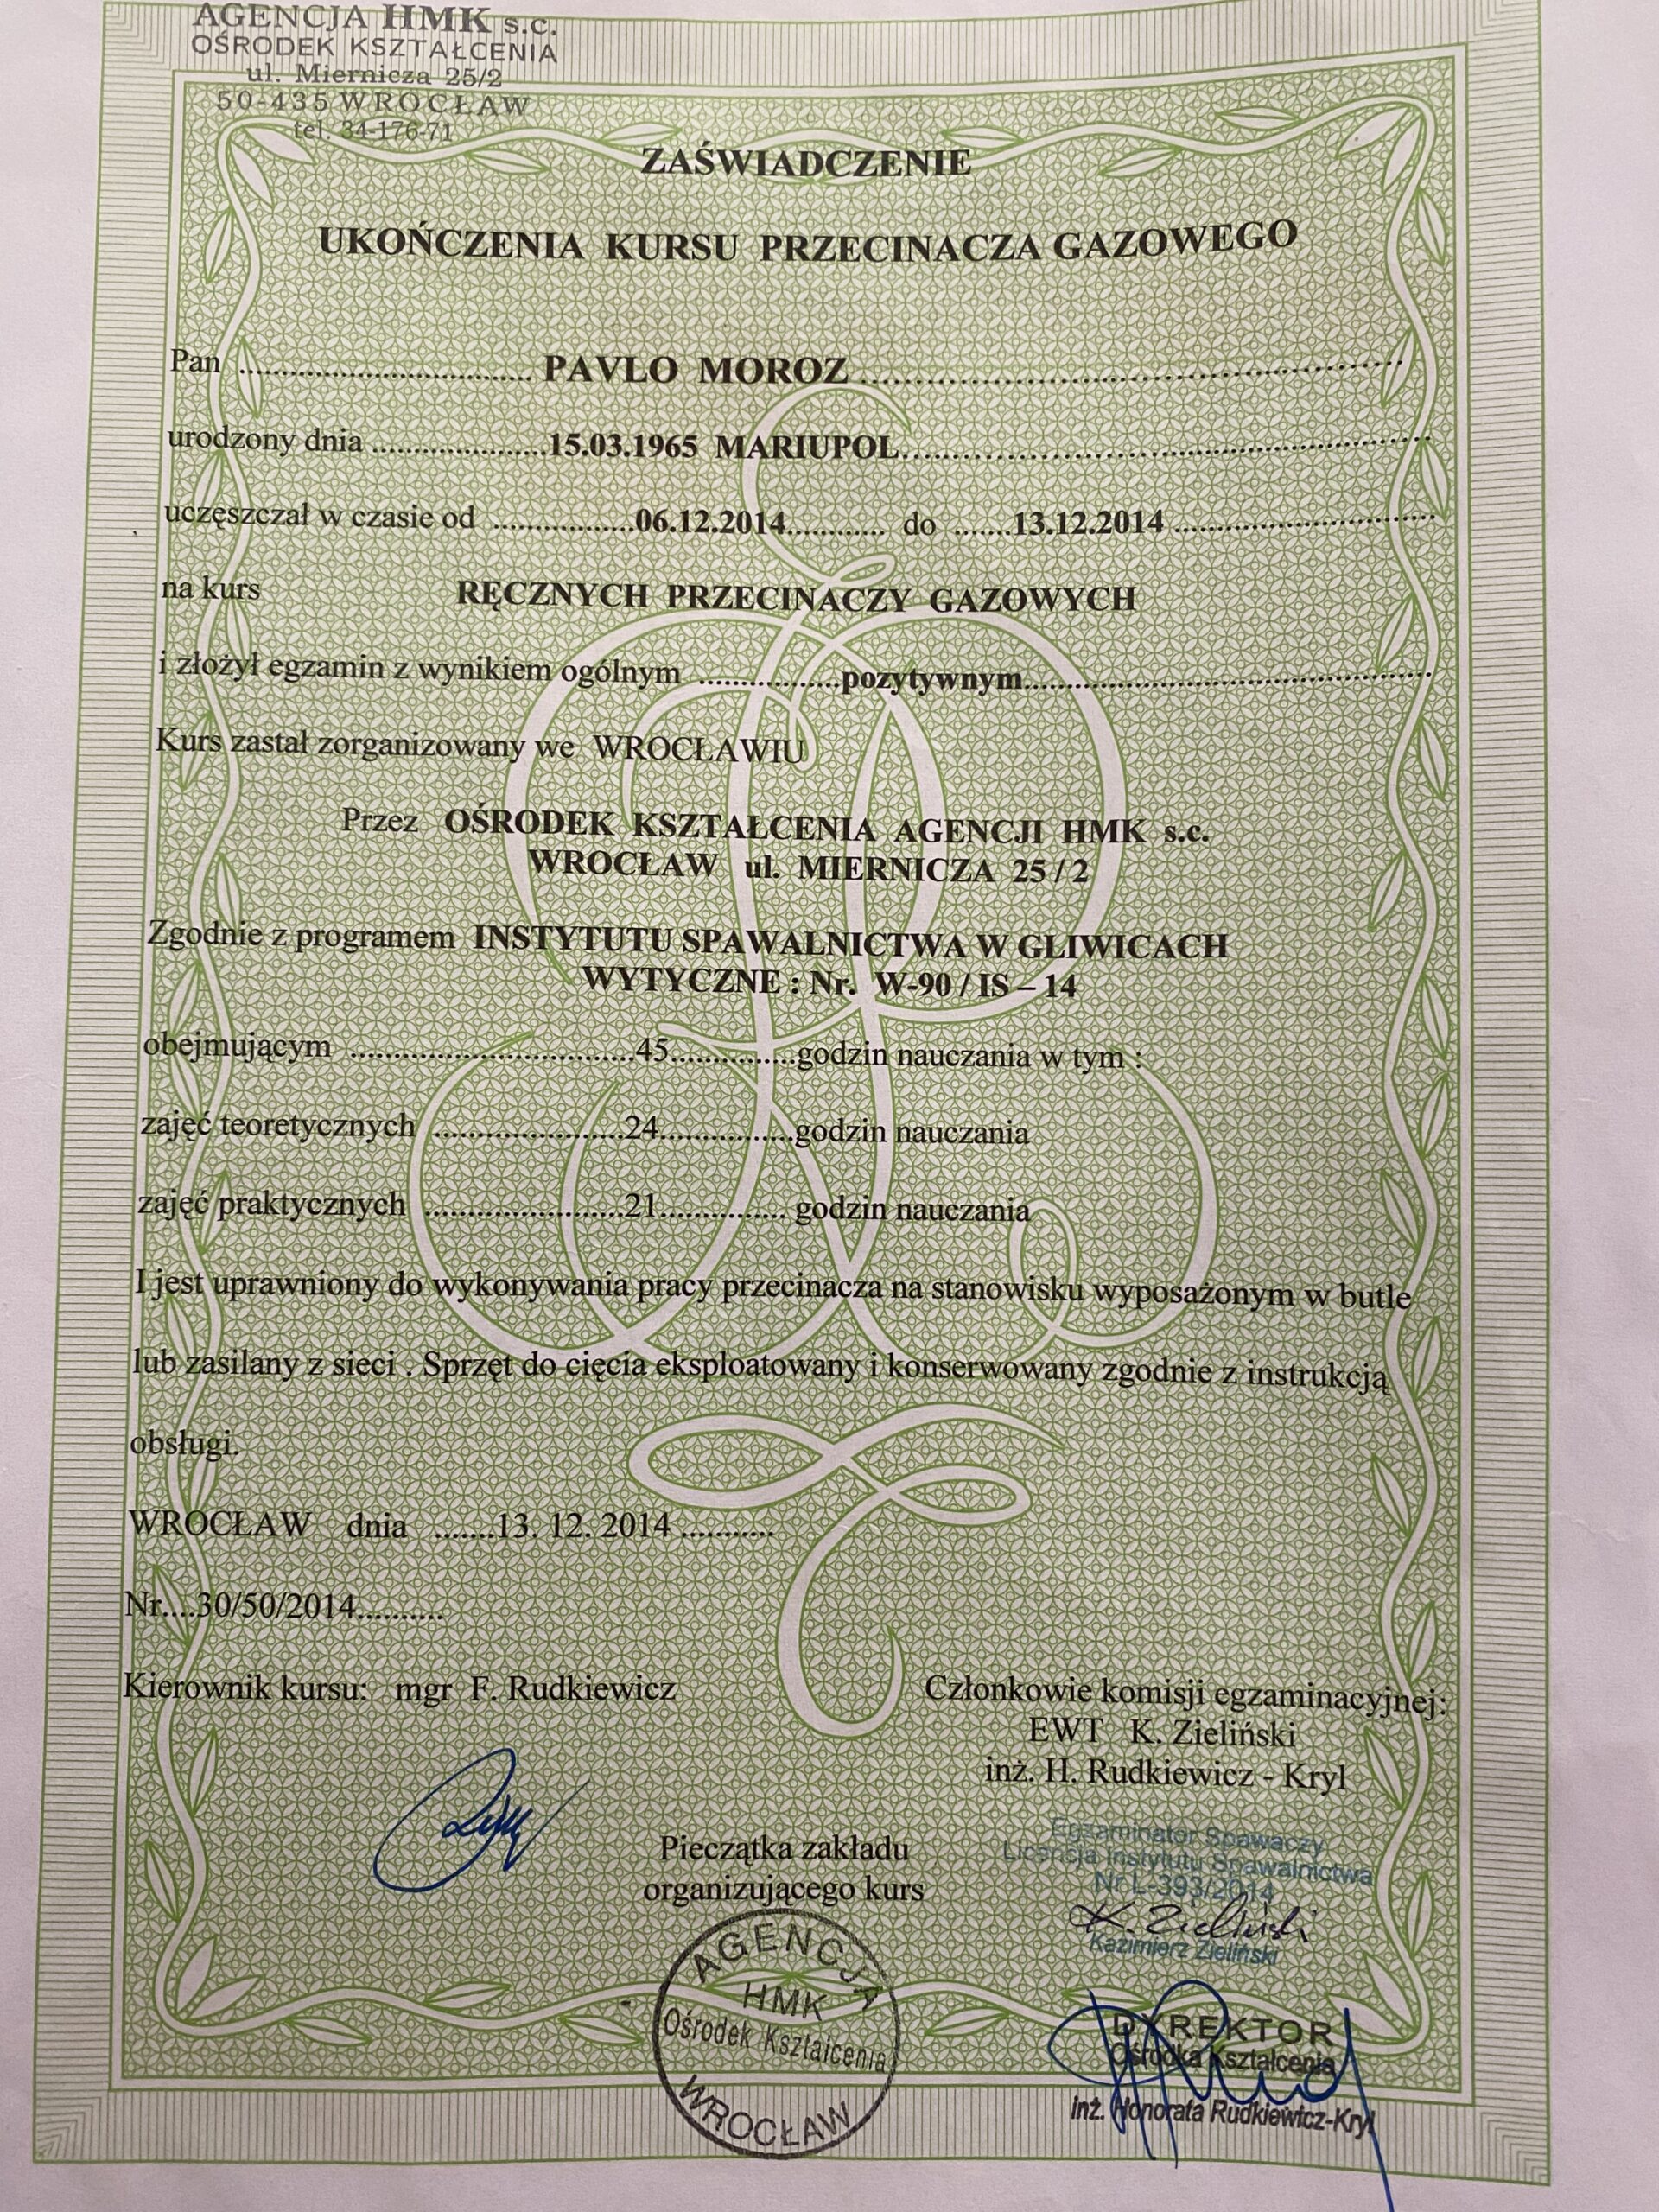 AGENCJA HMK s.c.
OŚRODEK KSZTAŁCENIA
ul. Miernicza 25/2
50-435 WROCŁAW
tel. 34-176-71
ZAŚWIADCZENIE
UKOŃCZENIA KURSU PRZECINACZA GAZOWEGO
Pan .................................. PAVLO MOROZ..................................................................
urodzony dnia .....................15.03.1965 MARIUPOL..............................................................
uczęszczał w czasie od .................06.12.2014............ do .......13.12.2014 ................................
na kurs RĘCZNYCH PRZECINACZY GAZOWYCH
i złożył egzamin z wynikiem ogólnym .................pozytywnym..................................................
Kurs zastał zorganizowany we WROCŁAWIU
Przez OŚRODEK KSZTAŁCENIA AGENCJI HMK s.c.
WROCŁAW ul. MIERNICZA 25 / 2
Zgodnie z programem INSTYTUTU SPAWALNICTWA W GLIWICACH
WYTYCZNE : Nr. W-90 / IS – 14
obejmującym ..................................45...............godzin nauczania w tym :
zajęć teoretycznych .......................24................godzin nauczania
zajęć praktycznych ........................21............... godzin nauczania
I jest uprawniony do wykonywania pracy przecinacza na stanowisku wyposażonym w butle
lub zasilany z sieci . Sprzęt do cięcia eksploatowany i konserwowany zgodnie z instrukcją
obsługi.
WROCŁAW dnia .......13. 12. 2014 ...........
Nr....30/50/2014..........
Kierownik kursu: mgr F. Rudkiewicz
Członkowie komisji egzaminacyjnej:
EWT K. Zieliński
inż. H. Rudkiewicz - Kryl
Pieczątka zakładu
organizującego kurs
Egzaminator Spawaczy
Licencja Instytutu Spawalnictwa
Nr L-393/2014
K. Zieliński
Kazimierz Zieliński
AGENCJA
HMK
Ośrodek Kształcenia
WROCŁAW
DYREKTOR
Ośrodka Kształcenia
inż. Honorata Rudkiewicz-Kryl